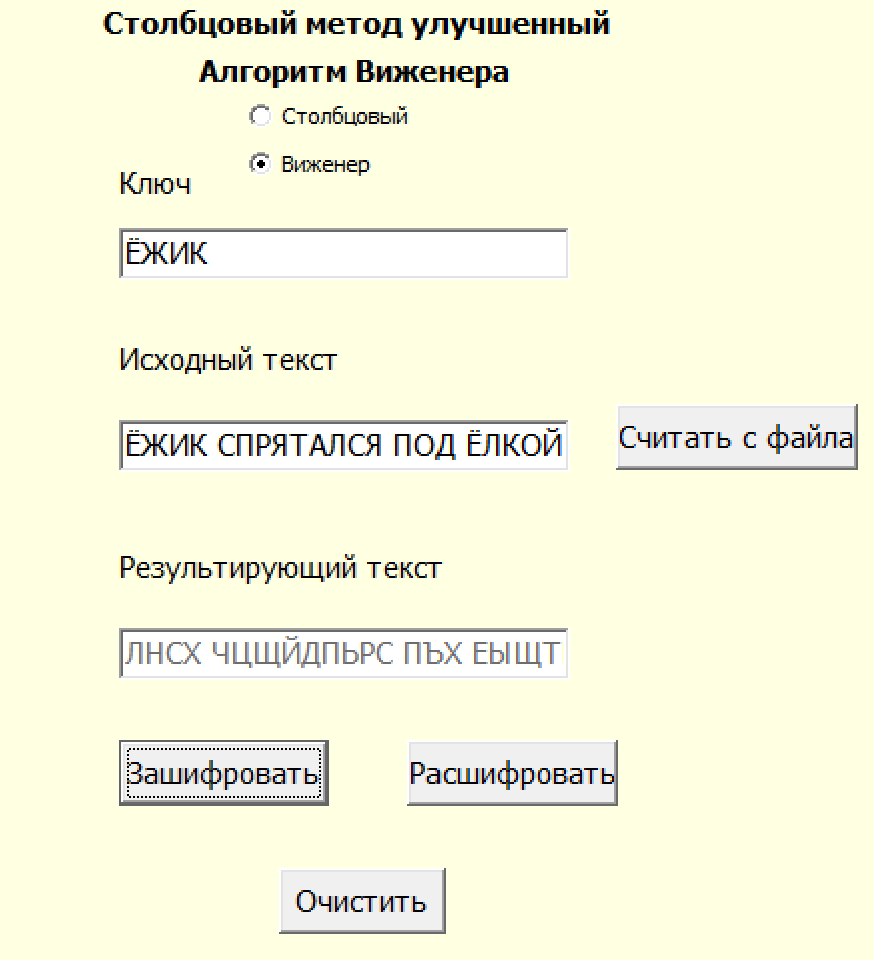 Столбцовый метод улучшенный
Алгоритм Виженера
Столбцовый
Виженер
Ключ
ЁЖИК
Исходный текст
ЁЖИК СПРЯТАЛСЯ ПОД ЁЛКОЙ
Считать с файла
Результирующий текст
ЛНСХ ЧЦЩЙДПЬРС ПЪХ ЕЫЩТ
Зашифровать
Расшифровать
Очистить